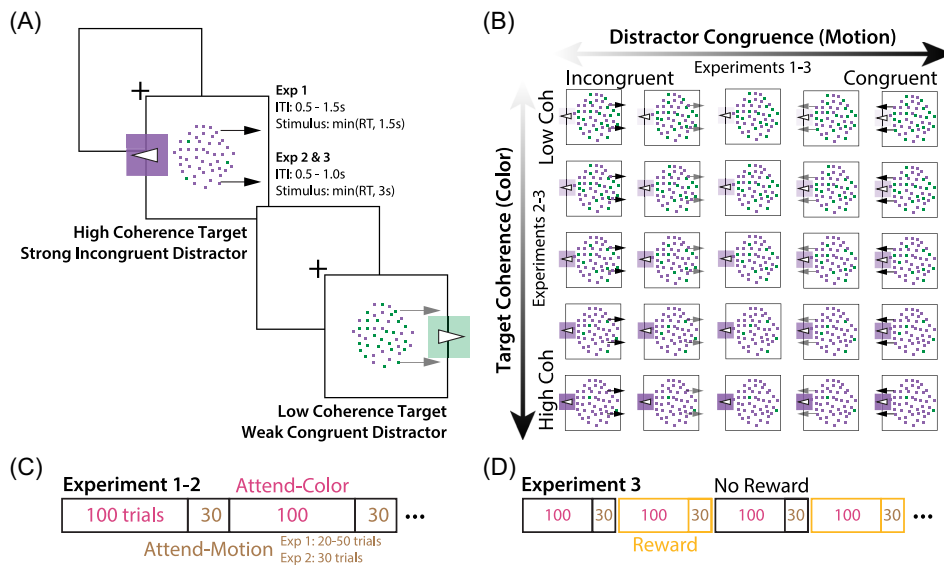 (A)
Exp 1
ITI: 0.5 - 1.5s
Stimulus: min(RT, 1.5s)
Exp 2 & 3
ITI: 0.5 - 1.0s
Stimulus: min(RT, 3s)
High Coherence Target
Strong Incongruent Distractor
Low Coherence Target
Weak Congruent Distractor
(B)
Distractor Congruence (Motion)
Experiments 1-3
Incongruent
Congruent
Target Coherence (Color)
Experiments 2-3
Low Coh
High Coh
(C)
Experiment 1-2
Attend-Color
100 trials
30
100
30
...
Attend-Motion
Exp 1: 20-50 trials
Exp 2: 30 trials
(D)
Experiment 3
No Reward
100
30
100
30
100
30
100
30
...
Reward